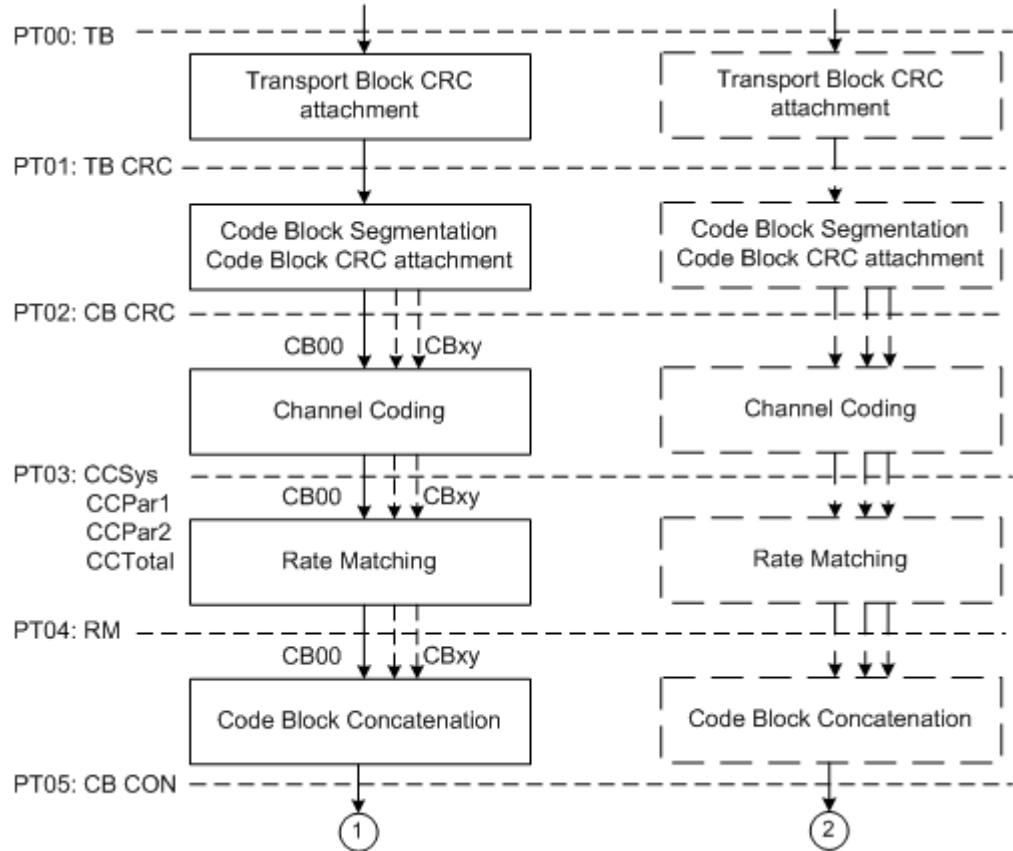 PT00: TB
Transport Block CRC
attachment
Transport Block CRC
attachment
PT01: TB CRC
Code Block Segmentation
Code Block CRC attachment
Code Block Segmentation
Code Block CRC attachment
PT02: CB CRC
CB00
CBxy
Channel Coding
Channel Coding
PT03: CCSys
CCPar1
CCPar2
CCTotal
CB00
CBxy
Rate Matching
Rate Matching
PT04: RM
CB00
CBxy
Code Block Concatenation
Code Block Concatenation
PT05: CB CON
1
2